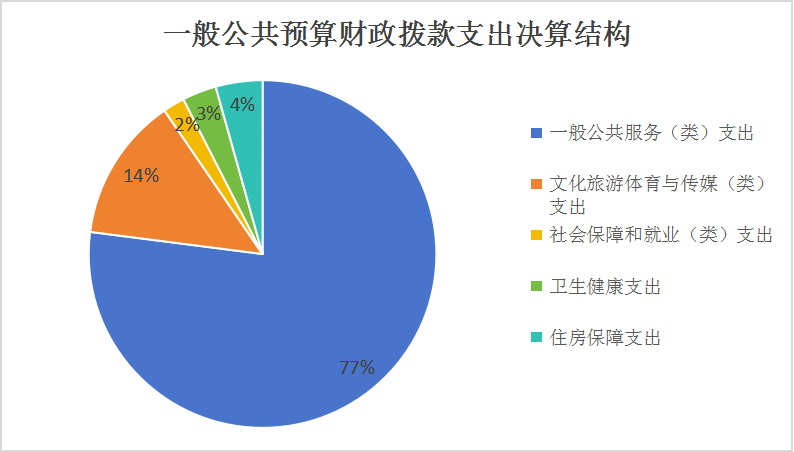 一般公共预算财政拨款支出决算结构
4%
3%
2%
14%
77%
一般公共服务（类）支出
文化旅游体育与传媒（类）
支出
社会保障和就业（类）支出
卫生健康支出
住房保障支出